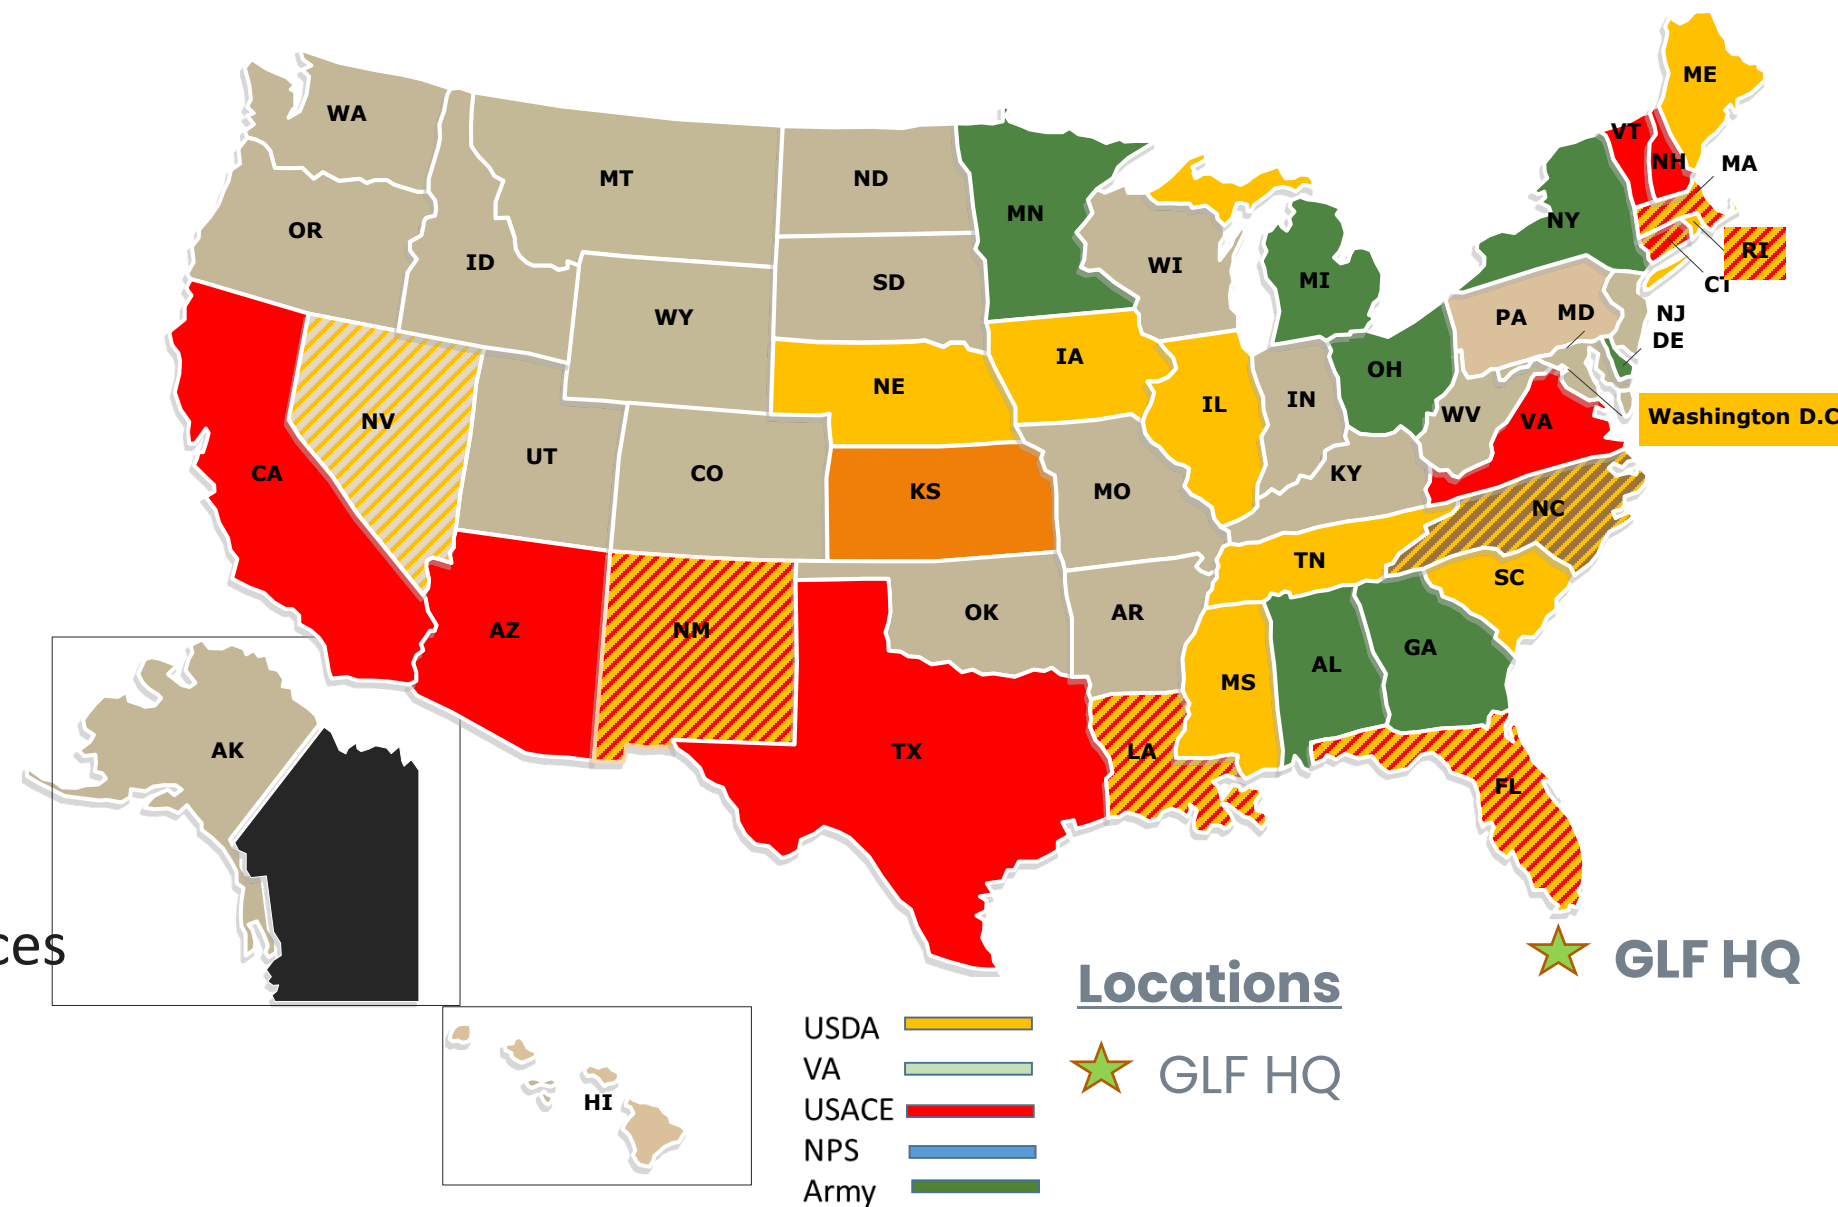 ME
WA
VT
NH
MA
MT
ND
MN
NY
OR
ID
WI
RI
SD
MI
CT
WY
PA
MD
NJ
DE
IA
OH
NE
IL
IN
WV
VA
Washington D.C
NV
UT
CO
CA
KS
MO
KY
NC
TN
SC
OK
AR
AZ
NM
GA
AL
MS
AK
TX
LA
FL
ces
GLF HQ
Locations
USDA
VA
GLF HQ
HI
USACE
NPS
Army